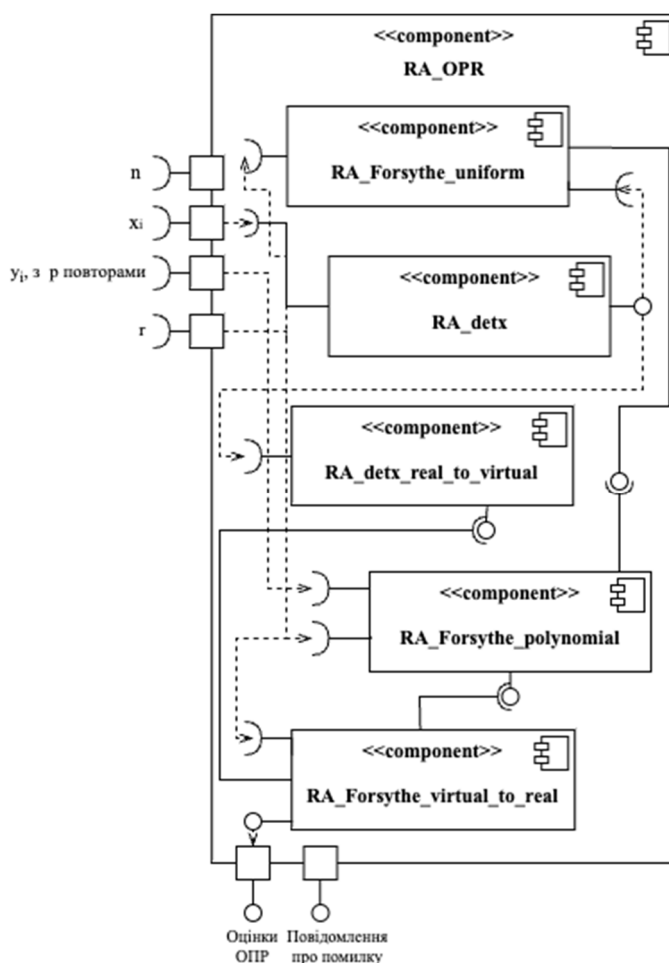 <<component>>
RA_OPR
<<component>>
RA_Forsythe_uniform
n
xᵢ
yᵢ, з p повторами
r
<<component>>
RA_detx
<<component>>
RA_detx_real_to_virtual
<<component>>
RA_Forsythe_polynomial
<<component>>
RA_Forsythe_virtual_to_real
Оцінки
ОПР
Повідомлення
про помилку